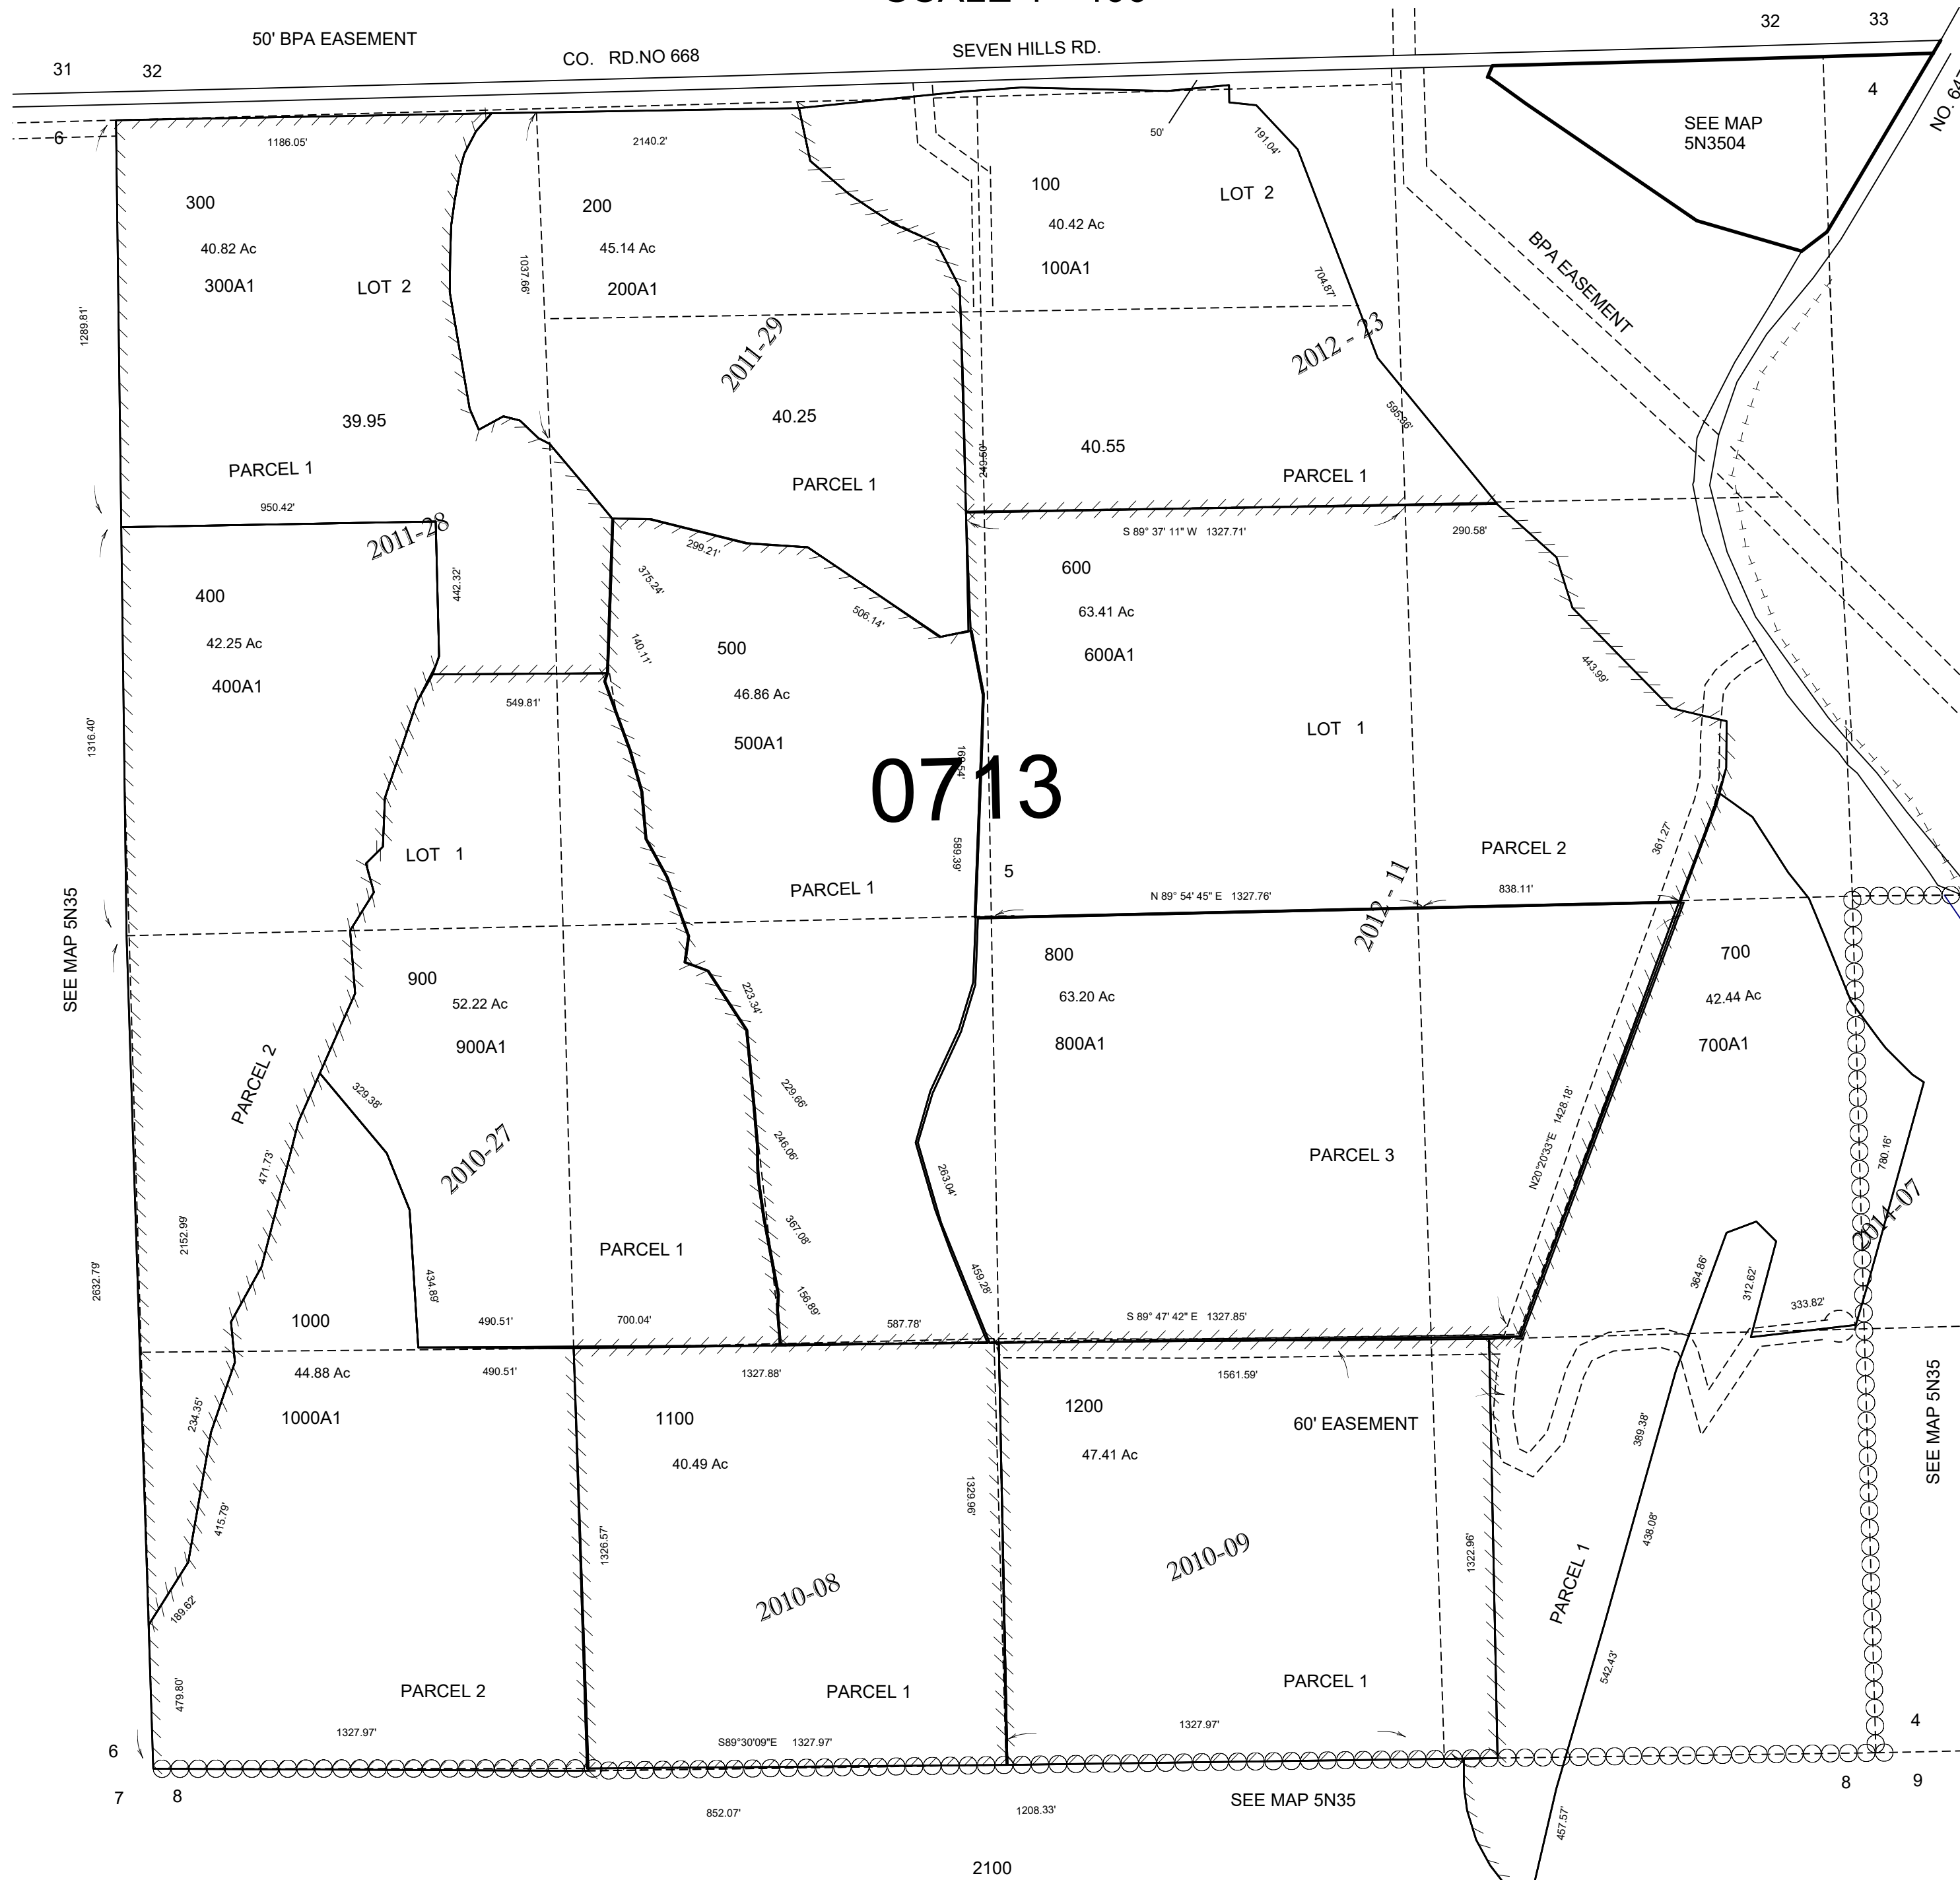 50' BPA EASEMENT
CO. RD.NO 668
SEVEN HILLS RD.
31
32
32
33
4
6
SEE MAP
5N3504
1186.05'
2140.2'
50'
191.04'
300
40.82 Ac
300A1
LOT 2
200
45.14 Ac
200A1
1037.66'
100
40.42 Ac
100A1
LOT 2
704.87'
BPA EASEMENT
1289.81'
2011-29
2012 - 23
39.95
40.25
40.55
595.86'
PARCEL 1
PARCEL 1
249.50'
PARCEL 1
950.42'
2011-28
S 89° 37' 11" W 1327.71'
290.58'
299.21'
375.24'
442.32'
400
42.25 Ac
400A1
506.14'
140.11'
500
46.86 Ac
500A1
600
63.41 Ac
600A1
443.99'
549.81'
1316.40'
LOT 1
169.54'
0713
LOT 1
589.39'
5
PARCEL 1
PARCEL 2
361.27'
N 89° 54' 45" E 1327.76'
838.11'
2012 - 11
SEE MAP 5N35
900
52.22 Ac
900A1
223.34'
800
63.20 Ac
800A1
700
42.44 Ac
700A1
PARCEL 2
329.38'
229.66'
246.06'
2010-27
471.73'
263.04'
PARCEL 3
N20°20'33"E 1428.18'
780.16'
2014-07
2152.99'
2632.79'
367.08'
PARCEL 1
434.89'
156.89'
459.28'
364.86'
312.62'
333.82'
1000
490.51'
700.04'
587.78'
S 89° 47' 42" E 1327.85'
44.88 Ac
1000A1
490.51'
1327.88'
1561.59'
234.35'
1100
40.49 Ac
1200
47.41 Ac
60' EASEMENT
389.38'
SEE MAP 5N35
415.79'
1326.57'
1329.96'
1322.96'
438.08'
2010-08
2010-09
PARCEL 1
189.62'
479.80'
542.43'
PARCEL 2
PARCEL 1
PARCEL 1
1327.97'
S89°30'09"E 1327.97'
1327.97'
6
4
7
8
8
9
852.07'
1208.33'
SEE MAP 5N35
457.57'
2100